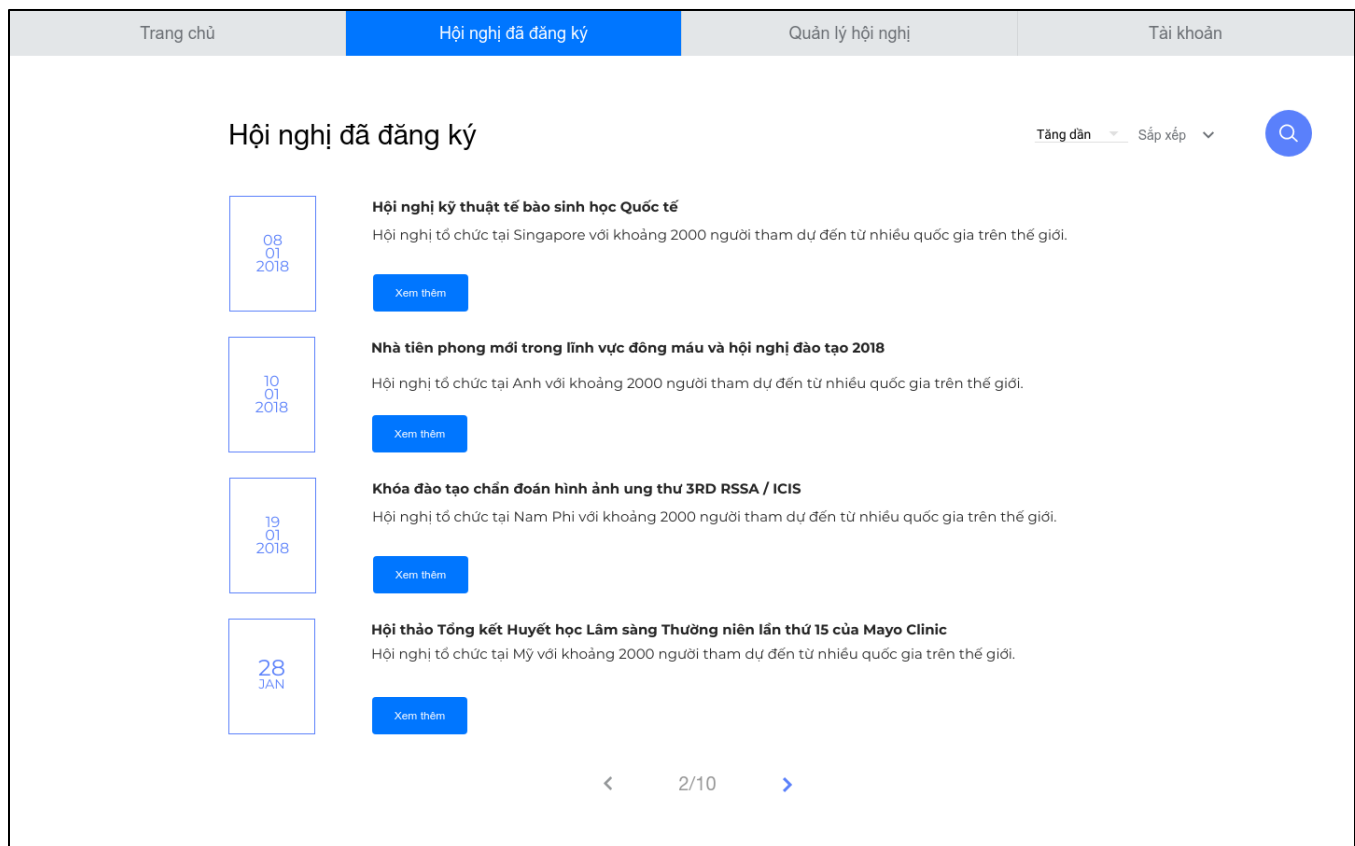 Trang chủ Hội nghị đã đăng ký Quản lý hội nghị Tài khoản
Hội nghị đã đăng ký
Tăng dần Sắp xếp
08
01
2018
Hội nghị kỹ thuật tế bào sinh học Quốc tế
Hội nghị tổ chức tại Singapore với khoảng 2000 người tham dự đến từ nhiều quốc gia trên thế giới.
Xem thêm
10
01
2018
Nhà tiên phong mới trong lĩnh vực đông máu và hội nghị đào tạo 2018
Hội nghị tổ chức tại Anh với khoảng 2000 người tham dự đến từ nhiều quốc gia trên thế giới.
Xem thêm
19
01
2018
Khóa đào tạo chẩn đoán hình ảnh ung thư 3RD RSSA / ICIS
Hội nghị tổ chức tại Nam Phi với khoảng 2000 người tham dự đến từ nhiều quốc gia trên thế giới.
Xem thêm
28
JAN
Hội thảo Tổng kết Huyết học Lâm sàng Thường niên lần thứ 15 của Mayo Clinic
Hội nghị tổ chức tại Mỹ với khoảng 2000 người tham dự đến từ nhiều quốc gia trên thế giới.
Xem thêm
2/10